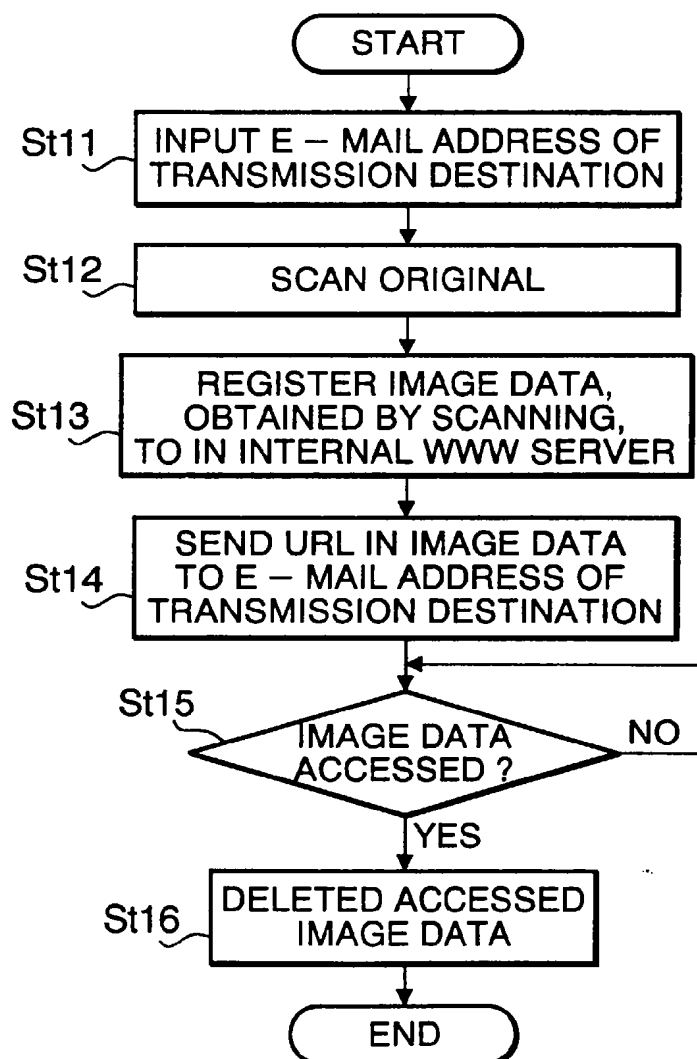 START
St11
INPUT E – MAIL ADDRESS OF
TRANSMISSION DESTINATION
St12
SCAN ORIGINAL
St13
REGISTER IMAGE DATA,
OBTAINED BY SCANNING,
TO IN INTERNAL WWW SERVER
St14
SEND URL IN IMAGE DATA
TO E – MAIL ADDRESS OF
TRANSMISSION DESTINATION
St15
IMAGE DATA
ACCESSED ?
NO
YES
St16
DELETED ACCESSED
IMAGE DATA
END